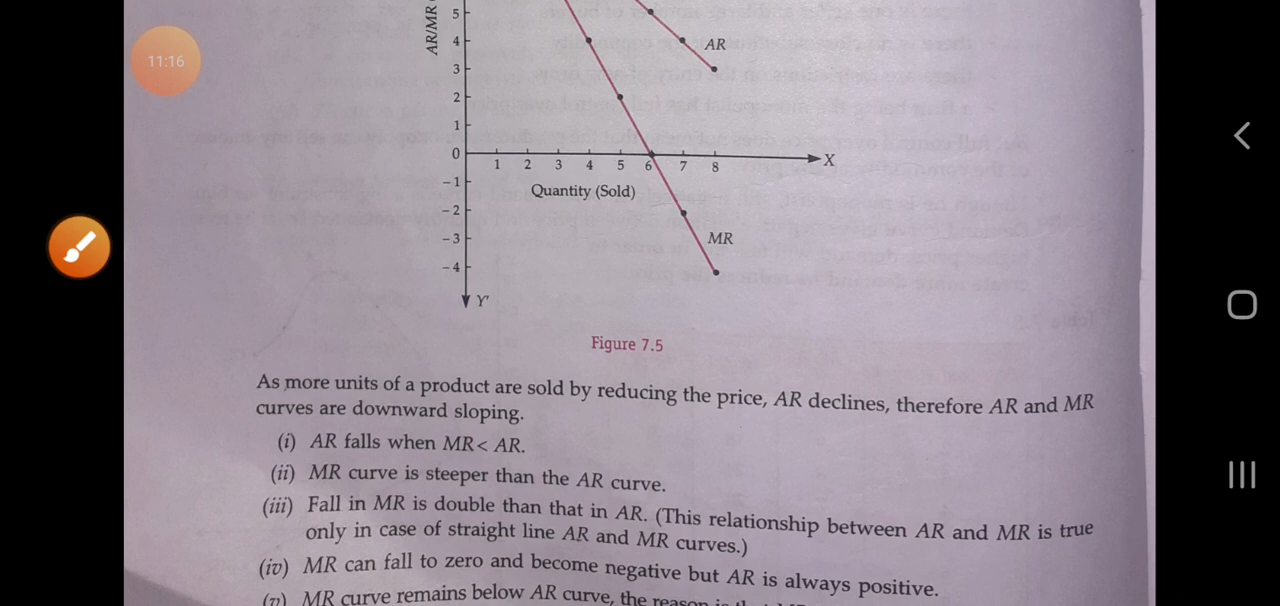 11:16
AR/MR
5
4
AR
3
2
1
0
1 2 3 4 5 6 7 8
X
−1
Quantity (Sold)
−2
−3
MR
−4
Y'
Figure 7.5
As more units of a product are sold by reducing the price, AR declines, therefore AR and MR
curves are downward sloping.
(i) AR falls when MR< AR.
(ii) MR curve is steeper than the AR curve.
(iii) Fall in MR is double than that in AR. (This relationship between AR and MR is true
only in case of straight line AR and MR curves.)
(iv) MR can fall to zero and become negative but AR is always positive.
(v) MR curve remains below AR curve, the reason is